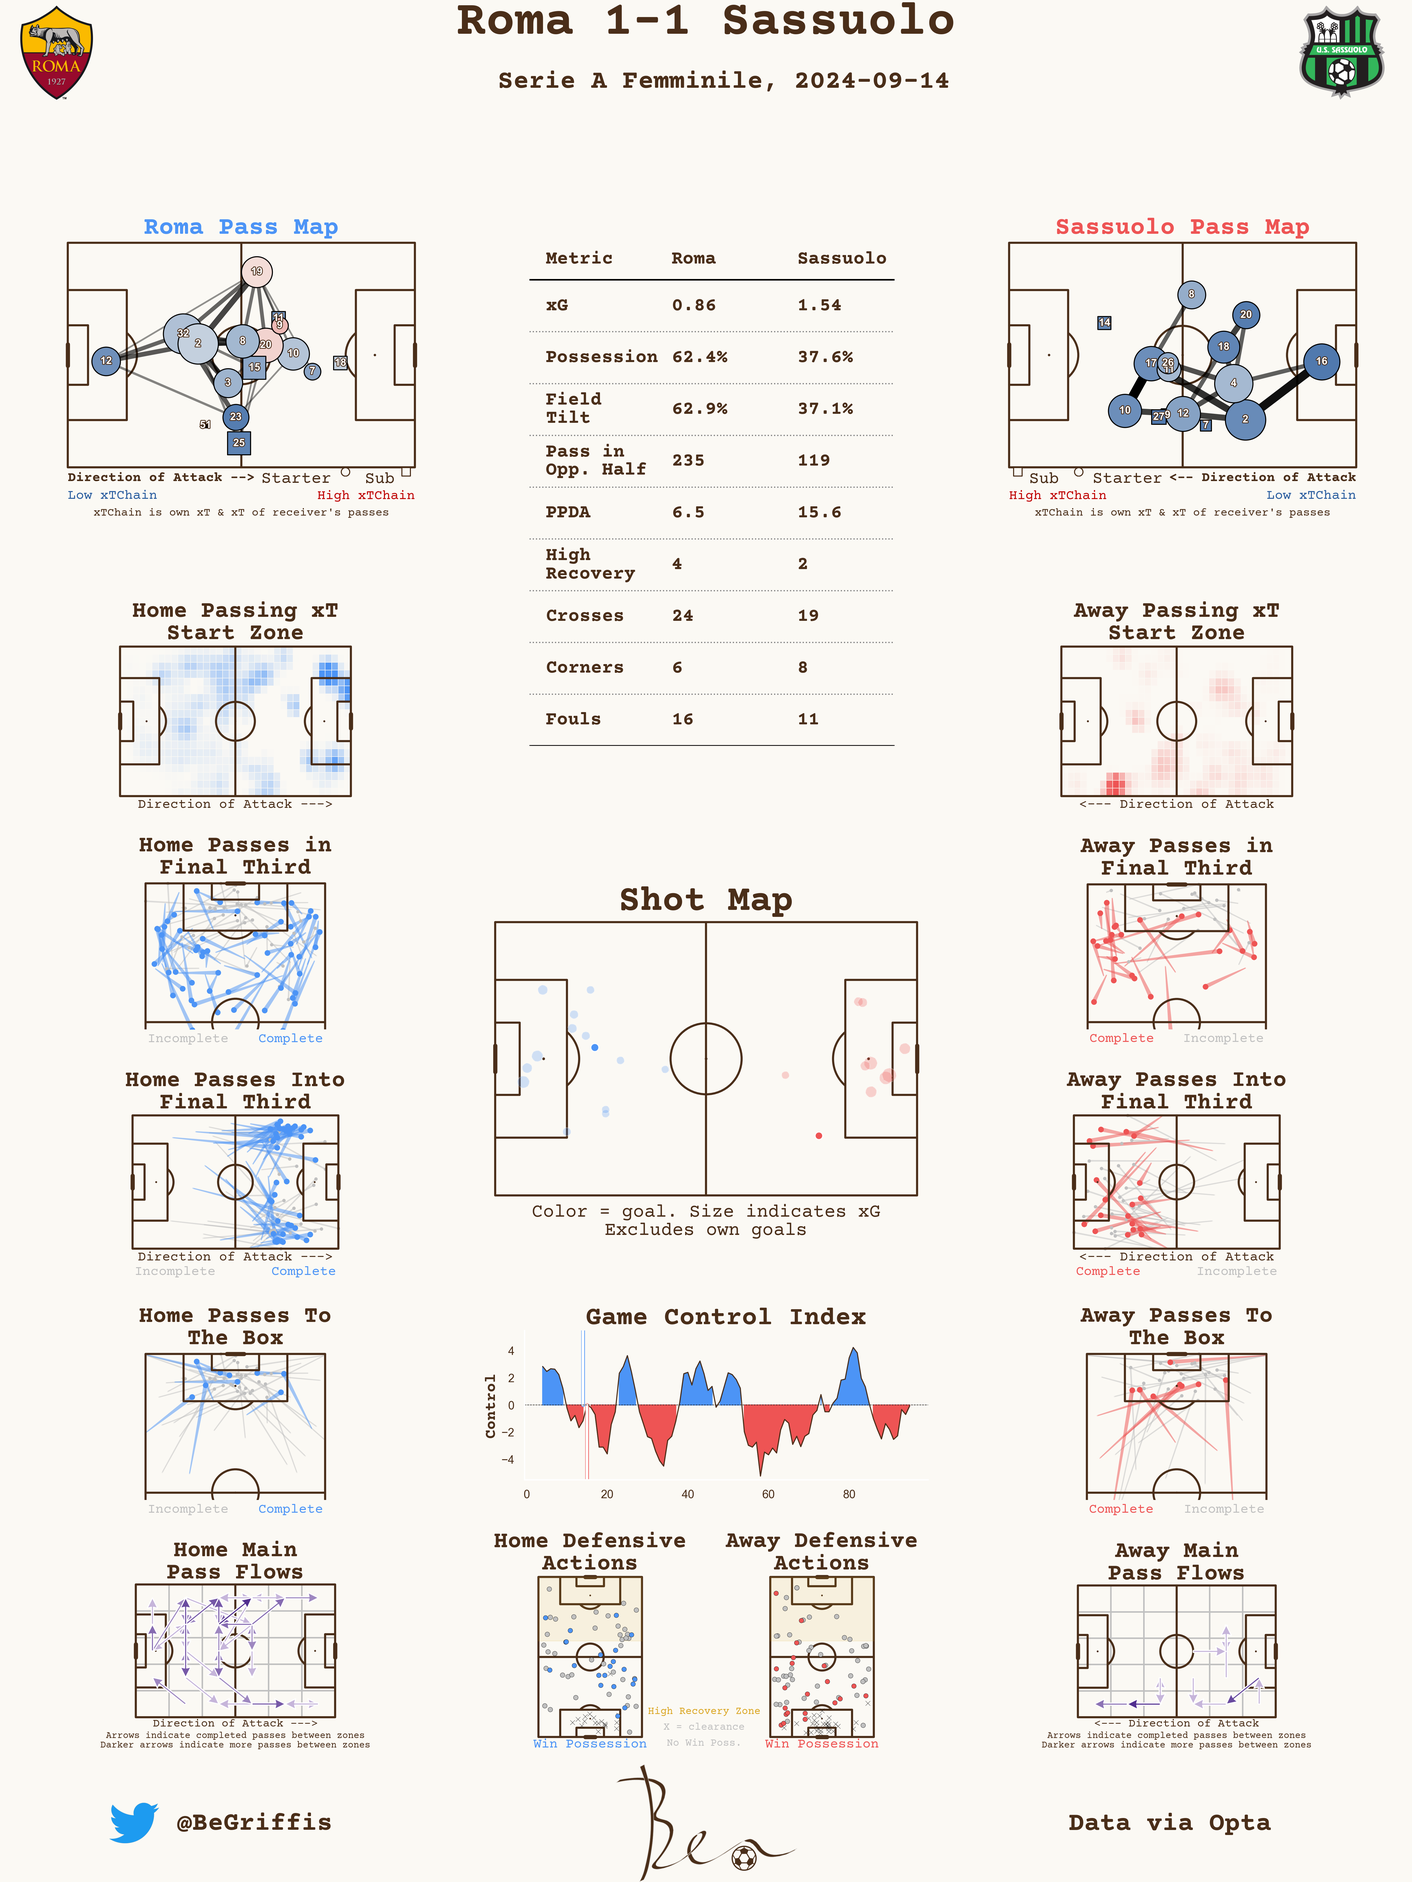 Roma 1-1 Sassuolo
Serie A Femminile, 2024-09-14
ROMA
1927
U.S. SASSUOLO
Roma Pass Map
19
11
9
32
2
8
20
10
12
15
7
18
3
23
51
25
Direction of Attack --> Starter Sub
Low xTChain High xTChain
xTChain is own xT & xT of receiver's passes
Metric Roma Sassuolo
xG 0.86 1.54
Possession 62.4% 37.6%
Field
Tilt 62.9% 37.1%
Pass in
Opp. Half 235 119
PPDA 6.5 15.6
High
Recovery 4 2
Crosses 24 19
Corners 6 8
Fouls 16 11
Sassuolo Pass Map
8
14
20
18
17
26
11
16
4
10
27
9
12
7
2
Sub Starter <-- Direction of Attack
High xTChain Low xTChain
xTChain is own xT & xT of receiver's passes
Home Passing xT
Start Zone
Direction of Attack --->
Away Passing xT
Start Zone
<--- Direction of Attack
Home Passes in
Final Third
Incomplete Complete
Shot Map
Color = goal. Size indicates xG
Excludes own goals
Away Passes in
Final Third
Complete Incomplete
Home Passes Into
Final Third
Direction of Attack --->
Incomplete Complete
Away Passes Into
Final Third
<--- Direction of Attack
Complete Incomplete
Home Passes To
The Box
Incomplete Complete
Game Control Index
Control
4
2
0
−2
−4
0 20 40 60 80
Away Passes To
The Box
Complete Incomplete
Home Main
Pass Flows
Direction of Attack --->
Arrows indicate completed passes between zones
Darker arrows indicate more passes between zones
Home Defensive
Actions
Win Possession
High Recovery Zone
X = clearance
No Win Poss.
Away Defensive
Actions
Win Possession
Away Main
Pass Flows
<--- Direction of Attack
Arrows indicate completed passes between zones
Darker arrows indicate more passes between zones
@BeGriffis
Ben
Data via Opta